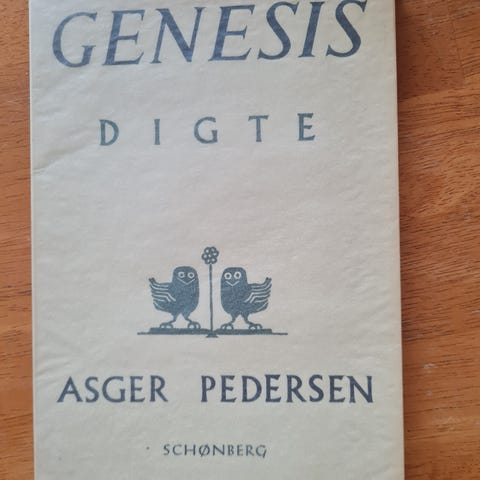 GENESIS
DIGTE
ASGER PEDERSEN
SCHØNBERG